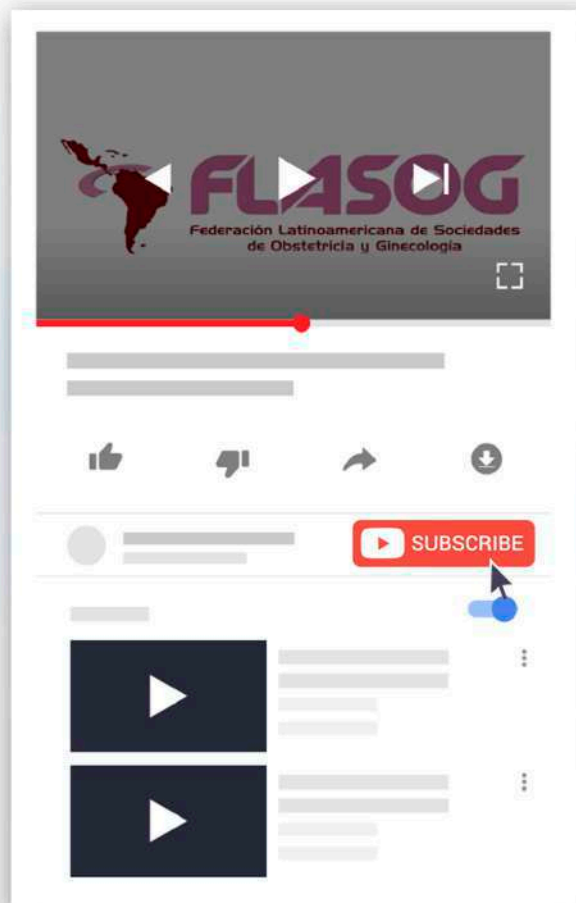 FLASOG
Federación Latinoamericana de Sociedades
de Obstetricia y Ginecología
SUBSCRIBE